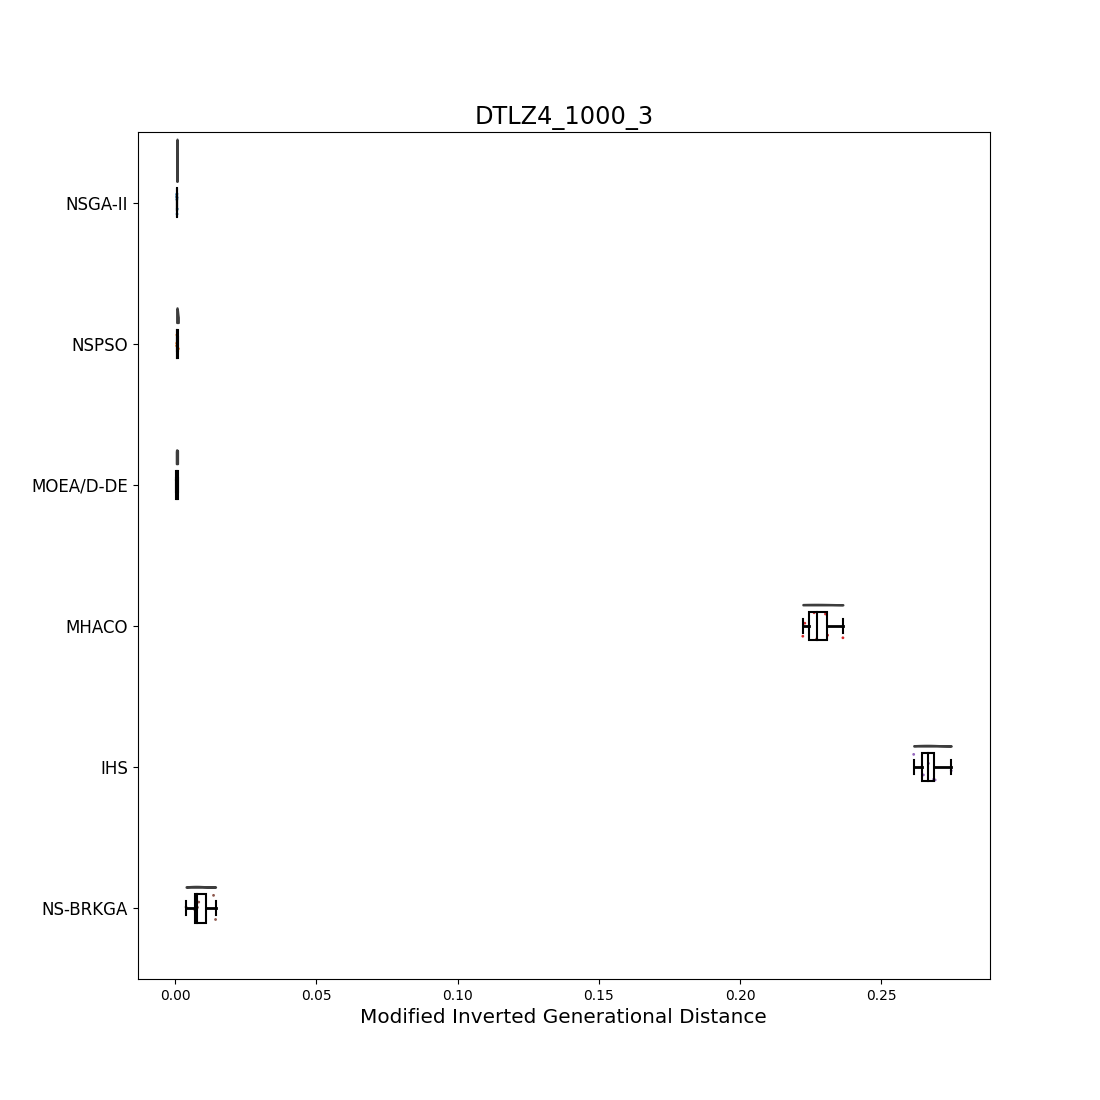 DTLZ4_1000_3
NSGA-II
NSPSO
MOEA/D-DE
MHACO
IHS
NS-BRKGA
0.00 0.05 0.10 0.15 0.20 0.25
Modified Inverted Generational Distance